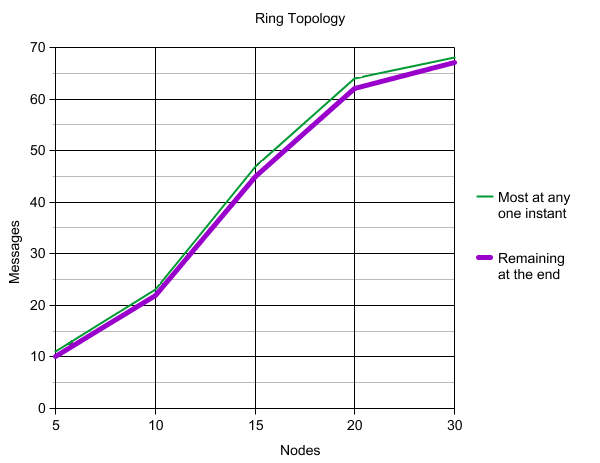 Ring Topology
70
60
50
40
30
20
10
0
Messages
5 10 15 20 30
Nodes
Most at any
one instant
Remaining
at the end